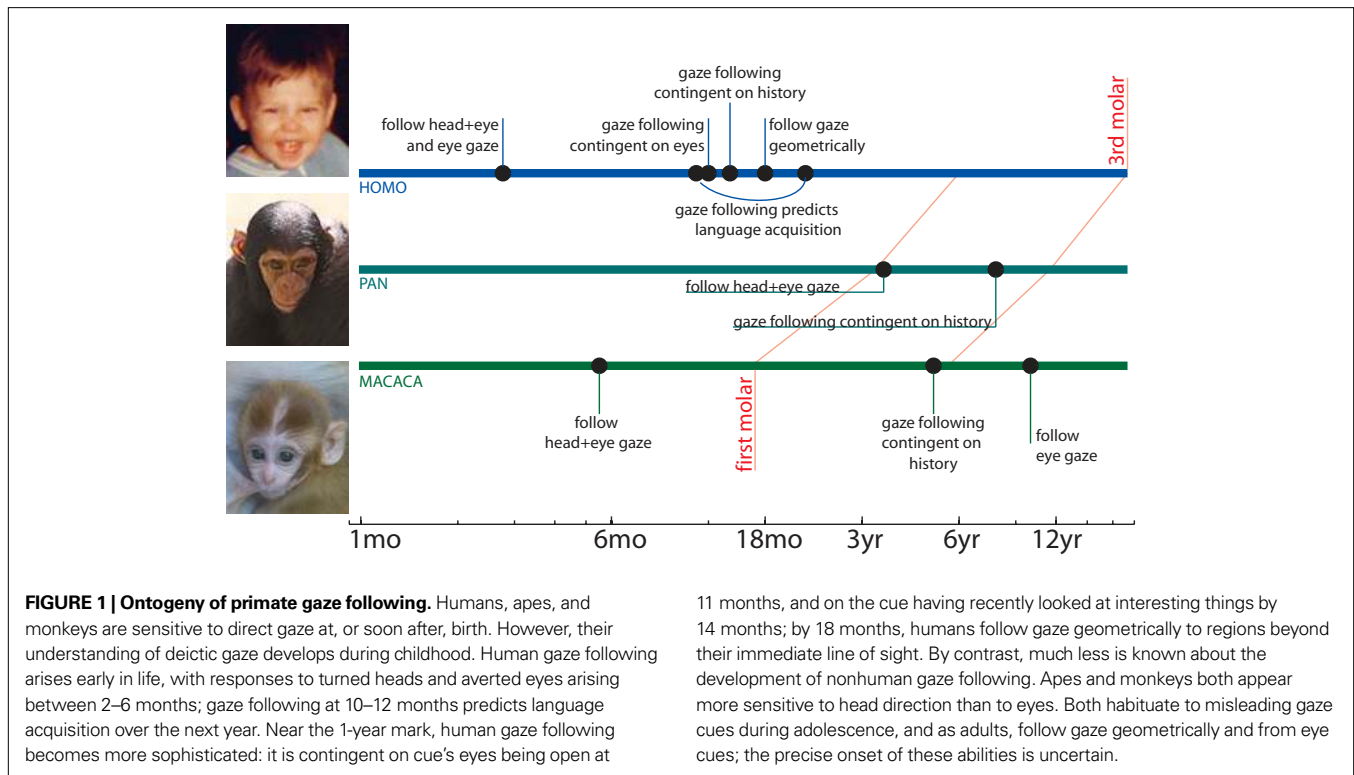 gaze following
contingent on history
3rd molar
follow head+eye
and eye gaze
gaze following
contingent on eyes
follow gaze
geometrically
HOMO
gaze following predicts
language acquisition
PAN
follow head+eye gaze
gaze following contingent on history
MACACA
follow
head+eye gaze
first molar
gaze following
contingent on
history
follow
eye gaze
1mo 6mo 18mo 3yr 6yr 12yr
FIGURE 1 | Ontogeny of primate gaze following. Humans, apes, and
monkeys are sensitive to direct gaze at, or soon after, birth. However, their
understanding of deictic gaze develops during childhood. Human gaze following
arises early in life, with responses to turned heads and averted eyes arising
between 2–6 months; gaze following at 10–12 months predicts language
acquisition over the next year. Near the 1-year mark, human gaze following
becomes more sophisticated: it is contingent on cue's eyes being open at
11 months, and on the cue having recently looked at interesting things by
14 months; by 18 months, humans follow gaze geometrically to regions beyond
their immediate line of sight. By contrast, much less is known about the
development of nonhuman gaze following. Apes and monkeys both appear
more sensitive to head direction than to eyes. Both habituate to misleading gaze
cues during adolescence, and as adults, follow gaze geometrically and from eye
cues; the precise onset of these abilities is uncertain.